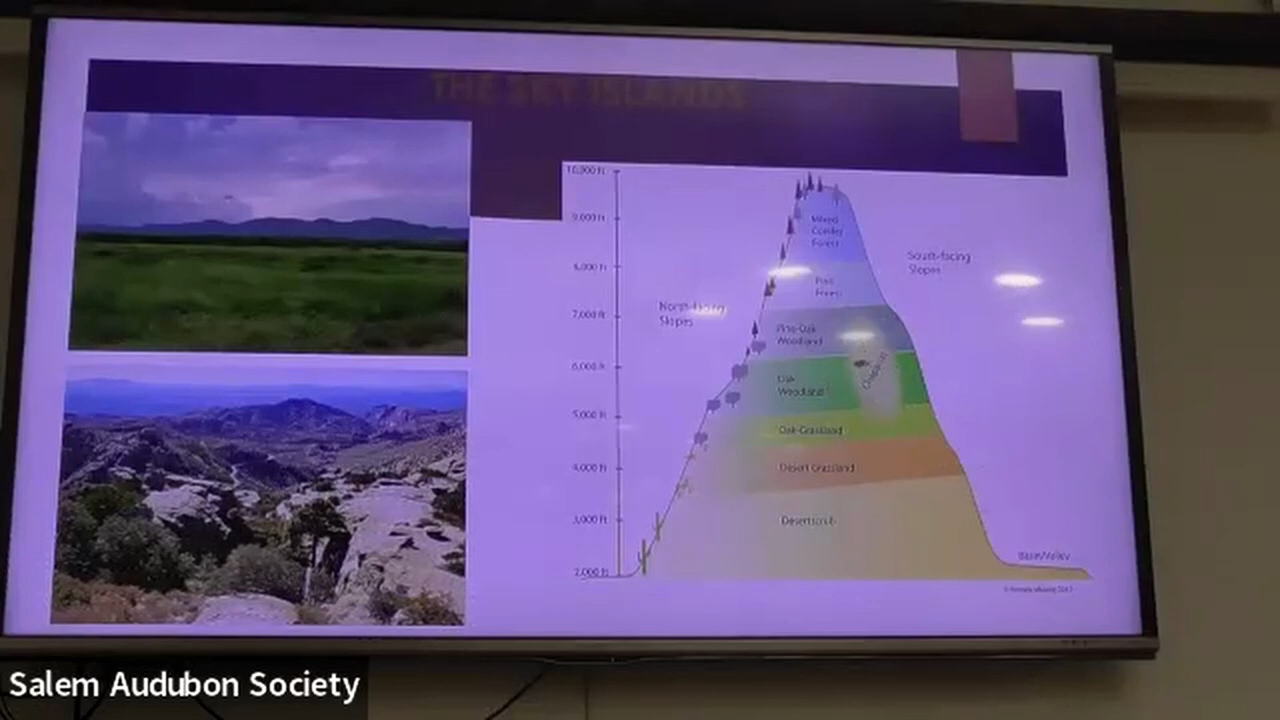 THE SKY ISLANDS
10,000 ft
9,000 ft
8,000 ft
7,000 ft
6,000 ft
5,000 ft
4,000 ft
3,000 ft
2,000 ft
North-facing
Slopes
South-facing
Slopes
Mixed
Conifer
Forest
Pine
Forest
Pine-Oak
Woodland
Oak
Woodland
Chaparral
Oak-Grassland
Desert Grassland
Desertscrub
Basin/Valley
Salem Audubon Society